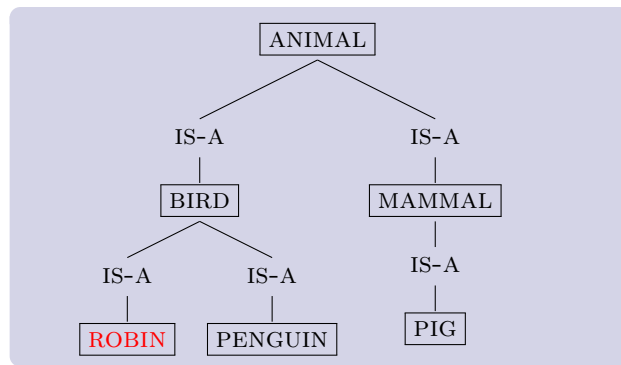 ANIMAL
IS-A IS-A
BIRD MAMMAL
IS-A IS-A IS-A
ROBIN PENGUIN PIG